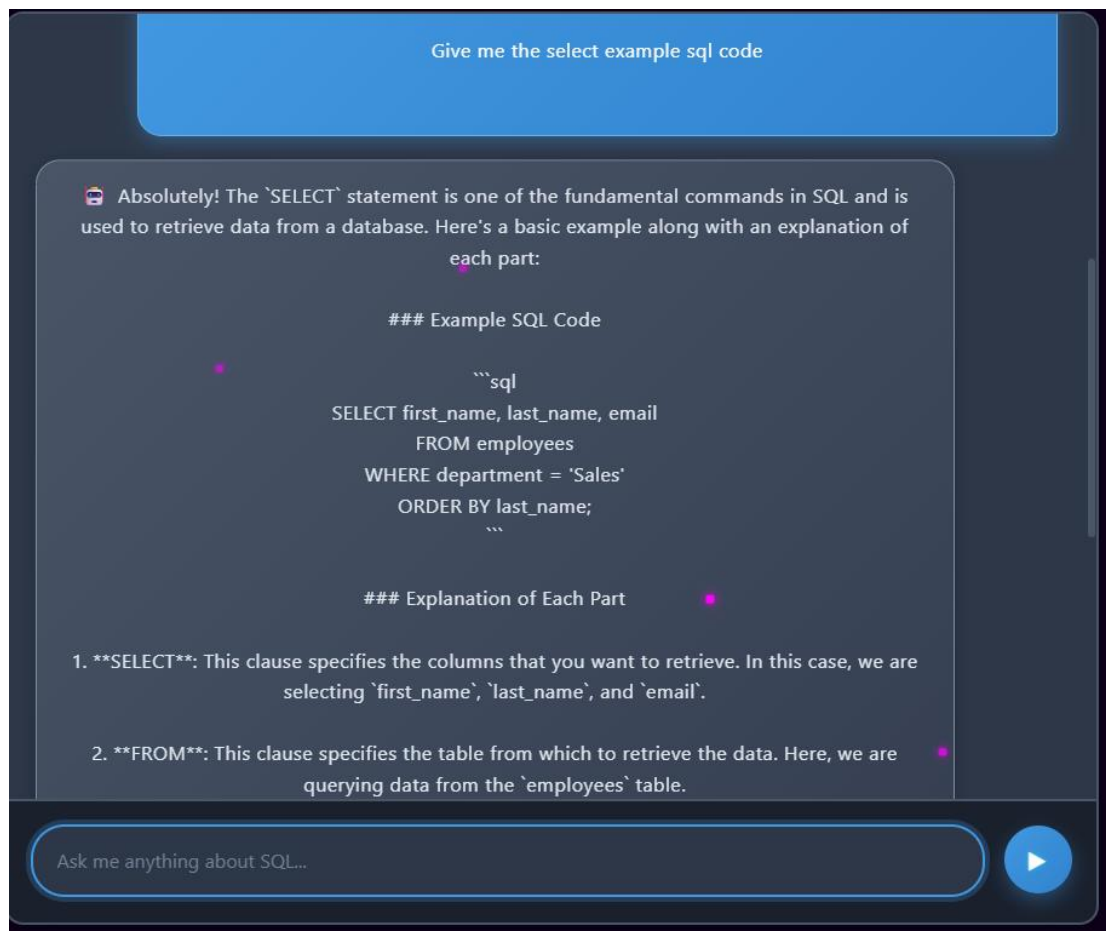 Give me the select example sql code
Absolutely! The `SELECT` statement is one of the fundamental commands in SQL and is
used to retrieve data from a database. Here's a basic example along with an explanation of
each part:
### Example SQL Code
```sql
SELECT first_name, last_name, email
FROM employees
WHERE department = 'Sales'
ORDER BY last_name;
```
### Explanation of Each Part
1. **SELECT**: This clause specifies the columns that you want to retrieve. In this case, we are
selecting `first_name`, `last_name`, and `email`.
2. **FROM**: This clause specifies the table from which to retrieve the data. Here, we are
querying data from the `employees` table.
Ask me anything about SQL...